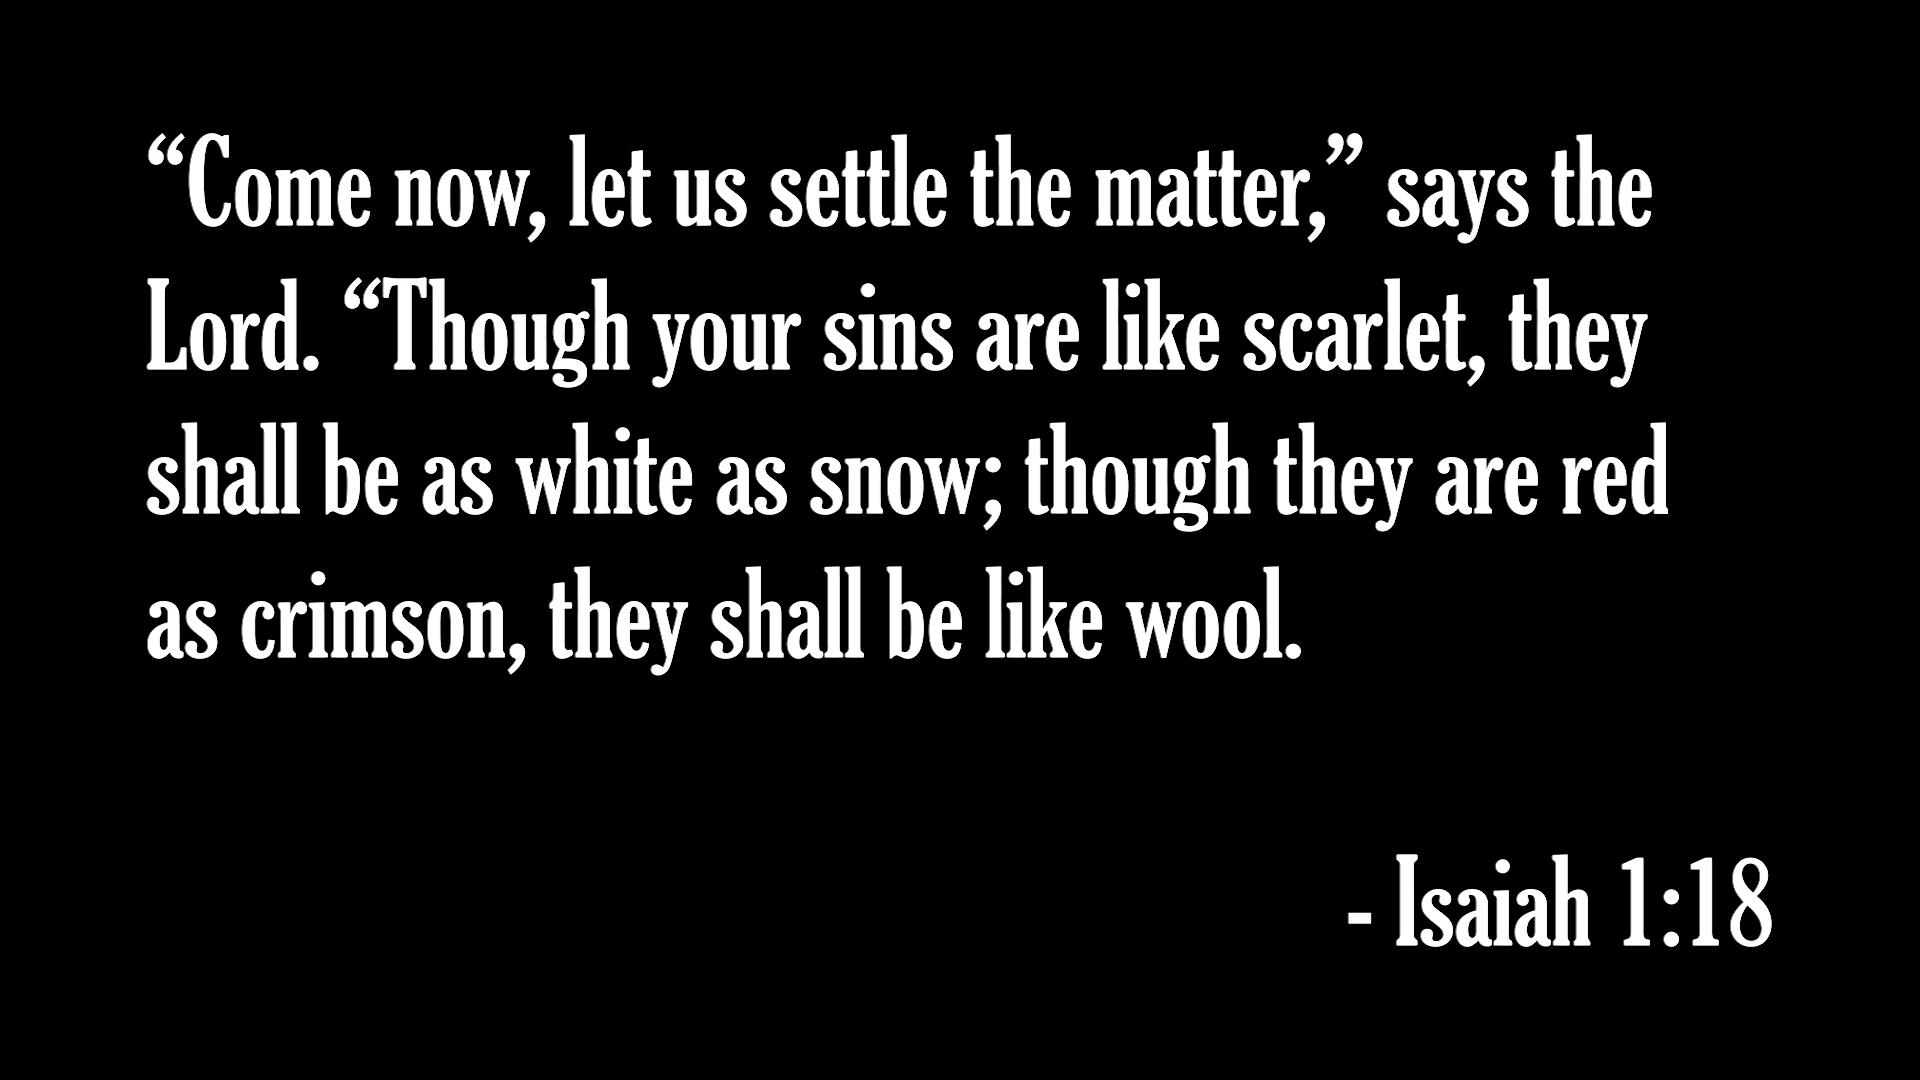 “Come now, let us settle the matter,” says the
Lord. “Though your sins are like scarlet, they
shall be as white as snow; though they are red
as crimson, they shall be like wool.
- Isaiah 1:18